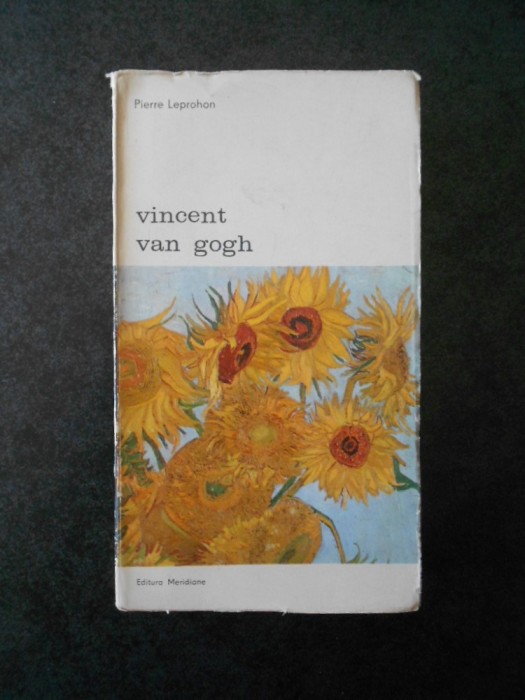 Pierre Leprohon
vincent
van gogh
Editura Meridiane